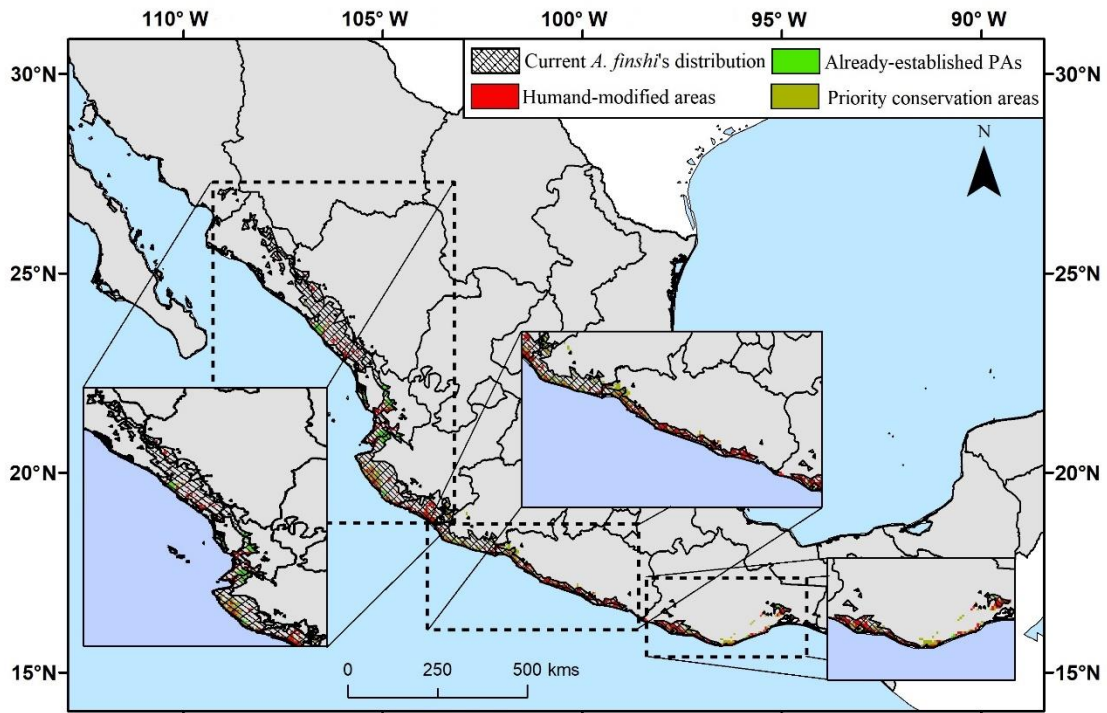 110° W 105° W 100° W 95° W 90° W
30°N 30°N
Current A. finshi's distribution Already-established PAs
Humand-modified areas Priority conservation areas
N
25°N 25°N
20°N 20°N
15°N 15°N
0 250 500 kms